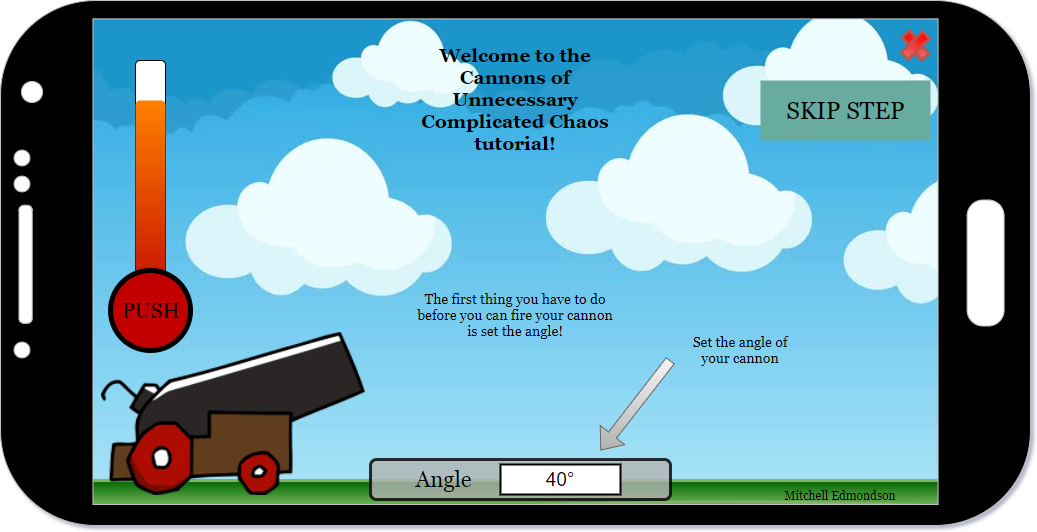 Welcome to the
Cannons of
Unnecessary
Complicated Chaos
tutorial!
SKIP STEP
PUSH
The first thing you have to do
before you can fire your cannon
is set the angle!
Set the angle of
your cannon
Angle
40°
Mitchell Edmondson